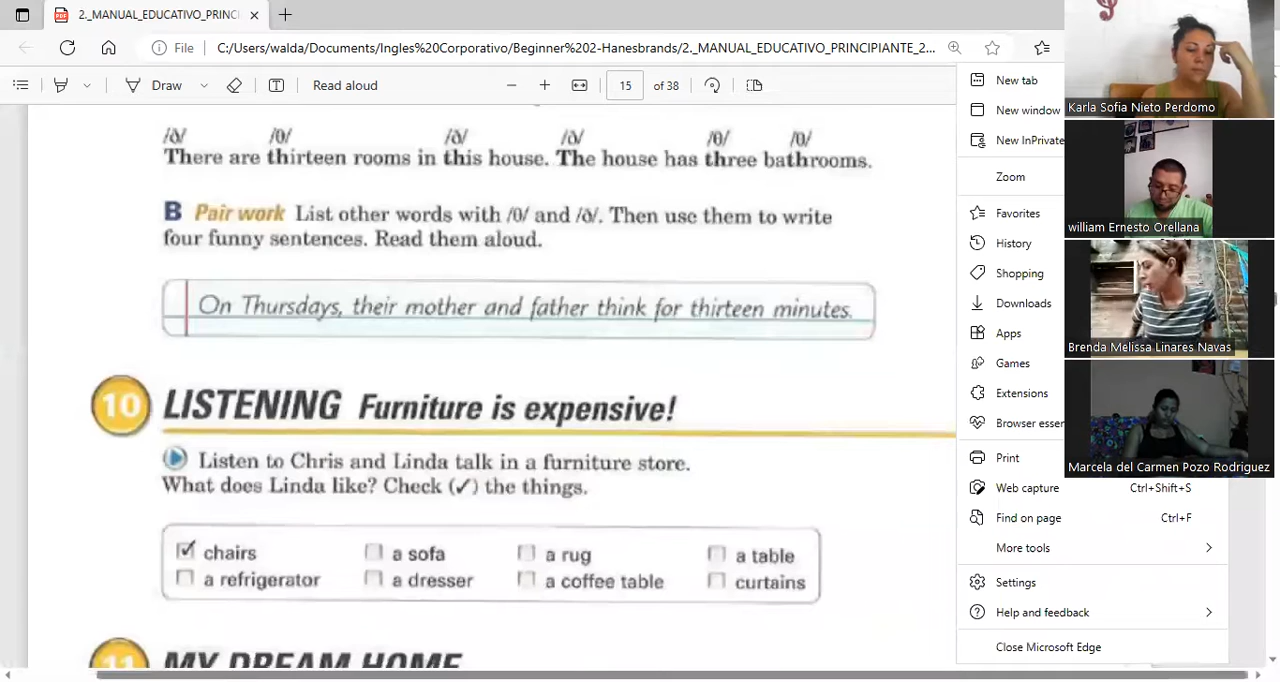 2._MANUAL_EDUCATIVO_PRINCI
File C:/Users/walda/Documents/Ingles%20Corporativo/Beginner%202-Hanesbrands/2._MANUAL_EDUCATIVO_PRINCIPIANTE_2...
Draw Read aloud 15 of 38
/ð/ /θ/ /ð/ /ð/ /θ/ /θ/
There are thirteen rooms in this house. The house has three bathrooms.
B Pair work List other words with /θ/ and /ð/. Then use them to write
four funny sentences. Read them aloud.
On Thursdays, their mother and father think for thirteen minutes.
10 LISTENING Furniture is expensive!
Listen to Chris and Linda talk in a furniture store.
What does Linda like? Check (✓) the things.
chairs a sofa a rug a table
a refrigerator a dresser a coffee table curtains
11 MY DREAM HOME
New tab
New window
New InPrivate
Zoom
Favorites
History
Shopping
Downloads
Apps
Games
Extensions
Browser essen
Print
Web capture Ctrl+Shift+S
Find on page Ctrl+F
More tools
Settings
Help and feedback
Close Microsoft Edge
Karla Sofia Nieto Perdomo
william Ernesto Orellana
Brenda Melissa Linares Navas
Marcela del Carmen Pozo Rodriguez